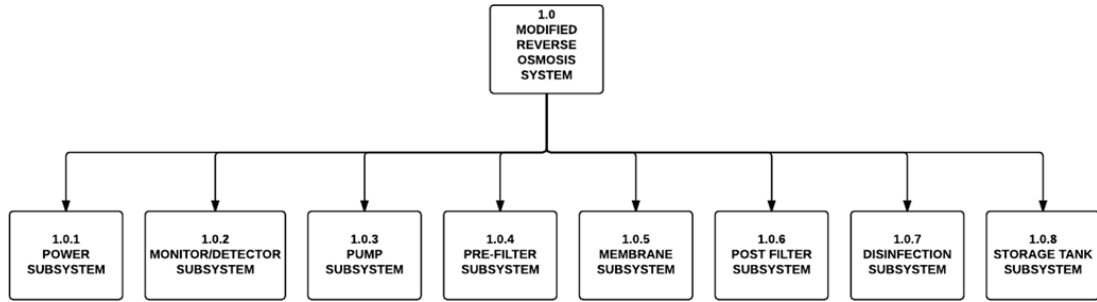 1.0
MODIFIED
REVERSE
OSMOSIS
SYSTEM
1.0.1
POWER
SUBSYSTEM
1.0.2
MONITOR/DETECTOR
SUBSYSTEM
1.0.3
PUMP
SUBSYSTEM
1.0.4
PRE-FILTER
SUBSYSTEM
1.0.5
MEMBRANE
SUBSYSTEM
1.0.6
POST FILTER
SUBSYSTEM
1.0.7
DISINFECTION
SUBSYSTEM
1.0.8
STORAGE TANK
SUBSYSTEM